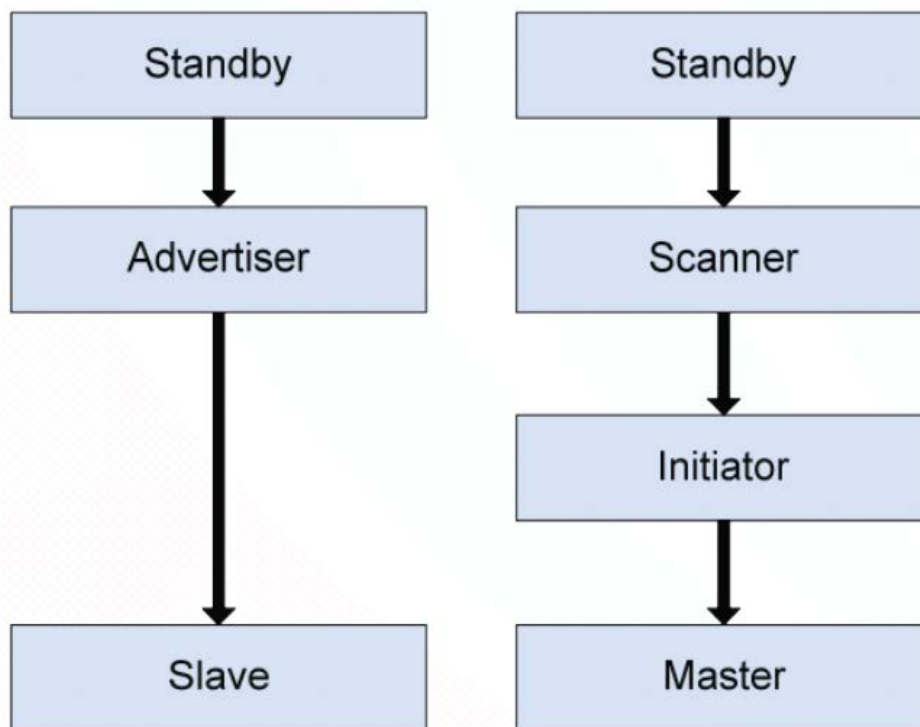 Standby
Standby
Advertiser
Scanner
Initiator
Slave
Master